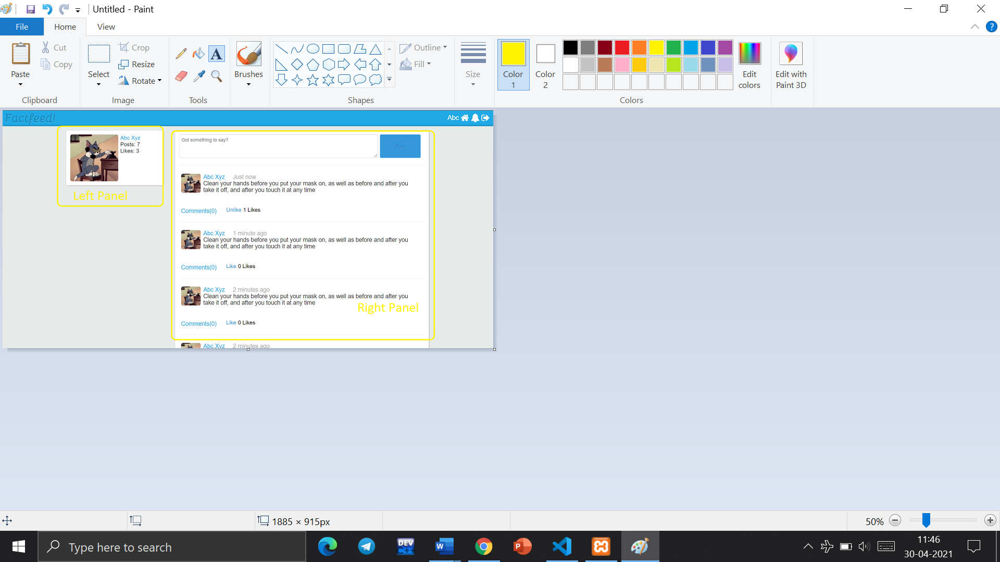 Untitled - Paint
File Home View
Paste
Cut
Copy
Clipboard
Select
Crop
Resize
Rotate
Image
A
Tools
Brushes
Shapes
Outline
Fill
Size
Color 1
Color 2
Colors
Edit colors
Edit with Paint 3D
?
Factfeed!
Abc
Abc Xyz
Posts: 7
Likes: 3
Left Panel
Got something to say?
Post
Abc Xyz Just now
Clean your hands before you put your mask on, as well as before and after you
take it off, and after you touch it at any time
Comments(0) Unlike 1 Likes
Abc Xyz 1 minute ago
Clean your hands before you put your mask on, as well as before and after you
take it off, and after you touch it at any time
Comments(0) Like 0 Likes
Abc Xyz 2 minutes ago
Clean your hands before you put your mask on, as well as before and after you
take it off, and after you touch it at any time
Right Panel
Comments(0) Like 0 Likes
Abc Xyz 2 minutes ago
1885 × 915px
50%
Type here to search
DEV C++
W
P
11:46
30-04-2021